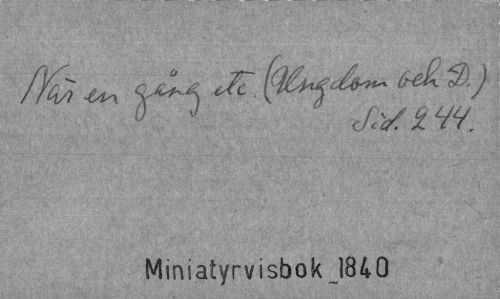 När en gång etc. (Ungdom och D.)
Sid. 244.
Miniatyrvisbok_1840